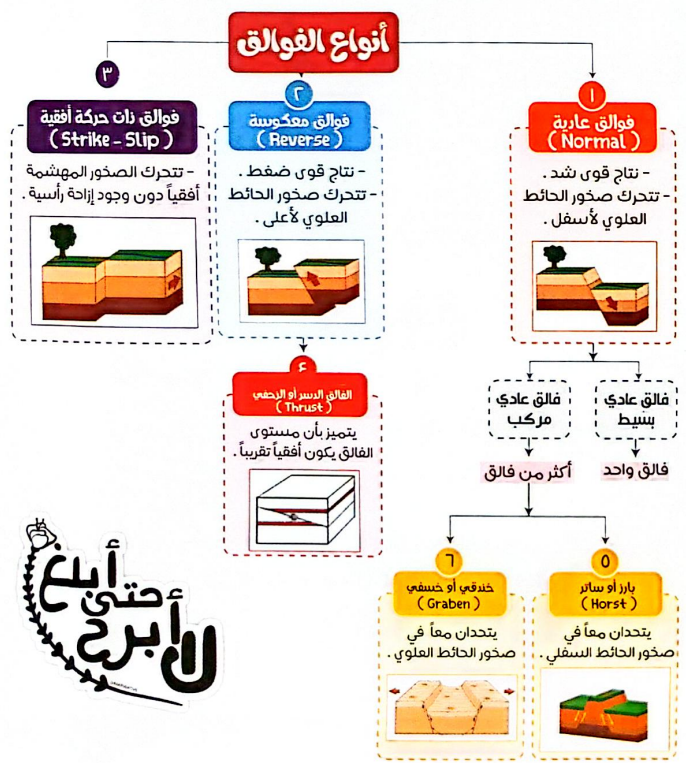 أنواع الفوالق
١
فوالق عادية
(Normal)
- نتاج قوى شد .
- تتحرك صخور الحائط
العلوي لأسفل .
٢
فوالق معكوسة
(Reverse)
- نتاج قوى ضغط .
- تتحرك صخور الحائط
العلوي لأعلى .
٣
فوالق ذات حركة أفقية
(Strike - Slip)
- تتحرك الصخور المهشمة
أفقياً دون وجود إزاحة رأسية .
٤
الفالق الدسر أو الزحفي
(Thrust)
يتميز بأن مستوى
الفالق يكون أفقياً تقريباً .
فالق عادي
بسيط
فالق واحد
فالق عادي
مركب
أكثر من فالق
٥
بارز أو ساتر
(Horst)
يتحدان معاً في
صخور الحائط السفلي .
٦
خندقي أو خسفي
(Graben)
يتحدان معاً في
صخور الحائط العلوي .
لا أبرح
حتى
أبلغ